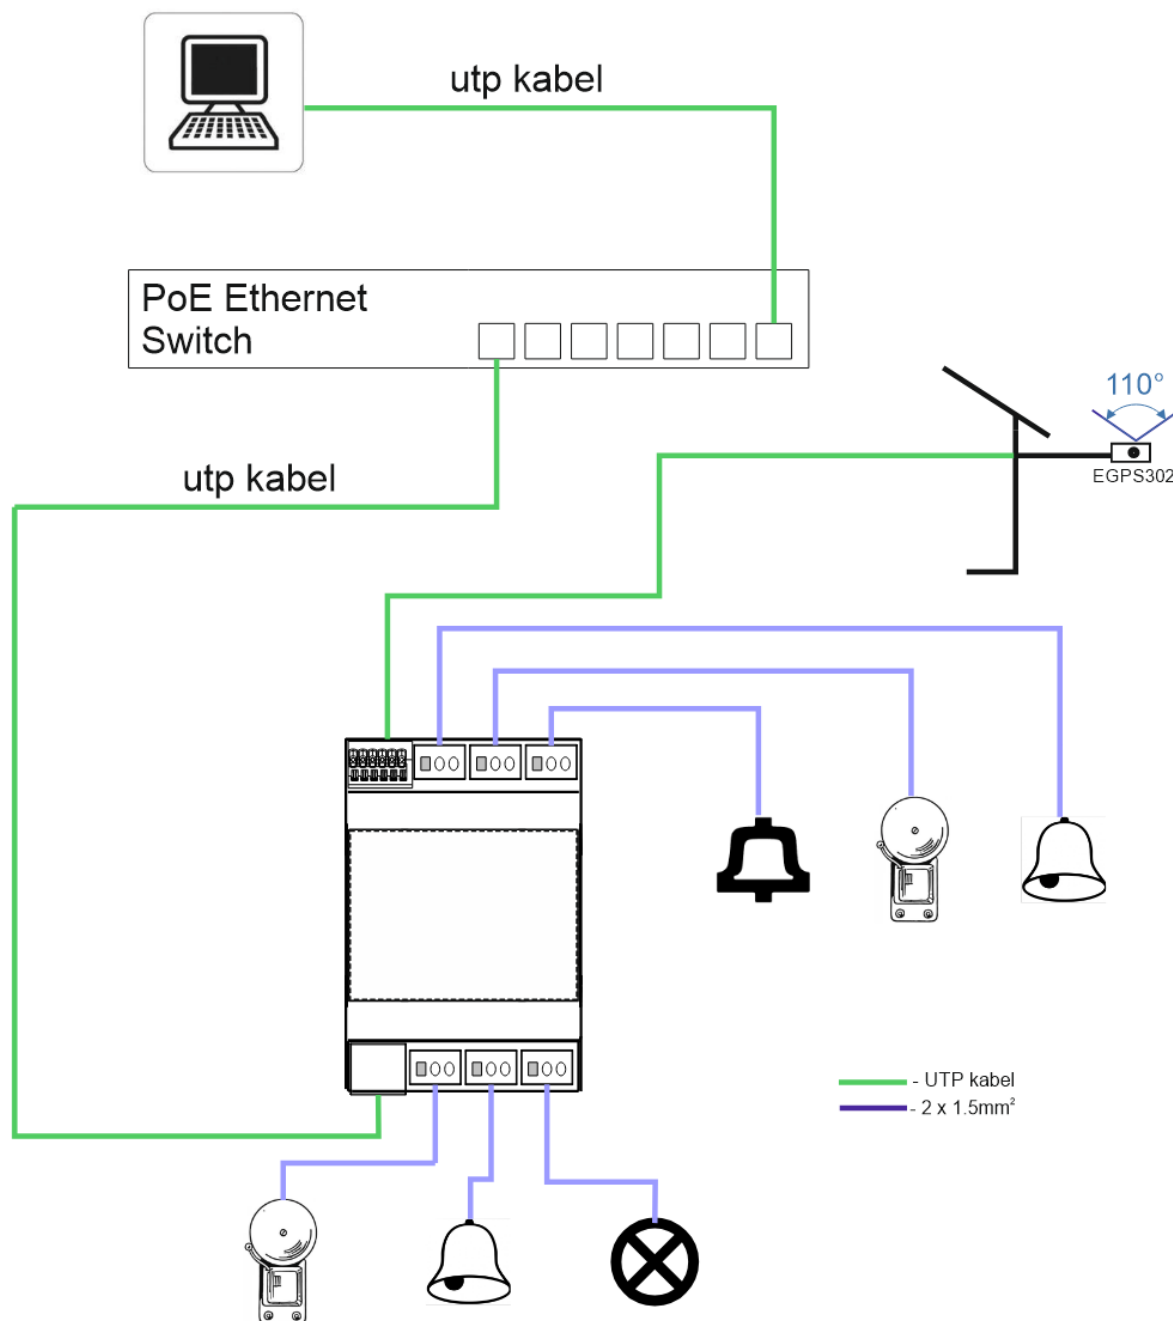 utp kabel
PoE Ethernet
Switch
110°
EGPS302
utp kabel
- UTP kabel
- 2 x 1.5mm²